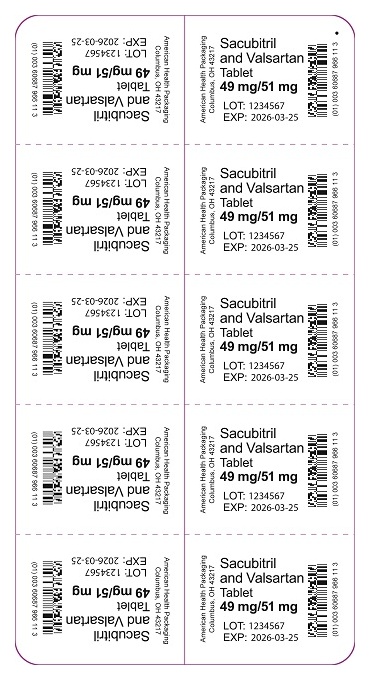 Sacubitril
and Valsartan
Tablet
49 mg/51 mg
LOT: 1234567
EXP: 2026-03-25
American Health Packaging
Columbus, OH 43217
(01) 003 60687 966 11 3
Sacubitril
and Valsartan
Tablet
49 mg/51 mg
LOT: 1234567
EXP: 2026-03-25
American Health Packaging
Columbus, OH 43217
(01) 003 60687 966 11 3
Sacubitril
and Valsartan
Tablet
49 mg/51 mg
LOT: 1234567
EXP: 2026-03-25
American Health Packaging
Columbus, OH 43217
(01) 003 60687 966 11 3
Sacubitril
and Valsartan
Tablet
49 mg/51 mg
LOT: 1234567
EXP: 2026-03-25
American Health Packaging
Columbus, OH 43217
(01) 003 60687 966 11 3
Sacubitril
and Valsartan
Tablet
49 mg/51 mg
LOT: 1234567
EXP: 2026-03-25
American Health Packaging
Columbus, OH 43217
(01) 003 60687 966 11 3
Sacubitril
and Valsartan
Tablet
49 mg/51 mg
LOT: 1234567
EXP: 2026-03-25
American Health Packaging
Columbus, OH 43217
(01) 003 60687 966 11 3
Sacubitril
and Valsartan
Tablet
49 mg/51 mg
LOT: 1234567
EXP: 2026-03-25
American Health Packaging
Columbus, OH 43217
(01) 003 60687 966 11 3
Sacubitril
and Valsartan
Tablet
49 mg/51 mg
LOT: 1234567
EXP: 2026-03-25
American Health Packaging
Columbus, OH 43217
(01) 003 60687 966 11 3
Sacubitril
and Valsartan
Tablet
49 mg/51 mg
LOT: 1234567
EXP: 2026-03-25
American Health Packaging
Columbus, OH 43217
(01) 003 60687 966 11 3
Sacubitril
and Valsartan
Tablet
49 mg/51 mg
LOT: 1234567
EXP: 2026-03-25
American Health Packaging
Columbus, OH 43217
(01) 003 60687 966 11 3